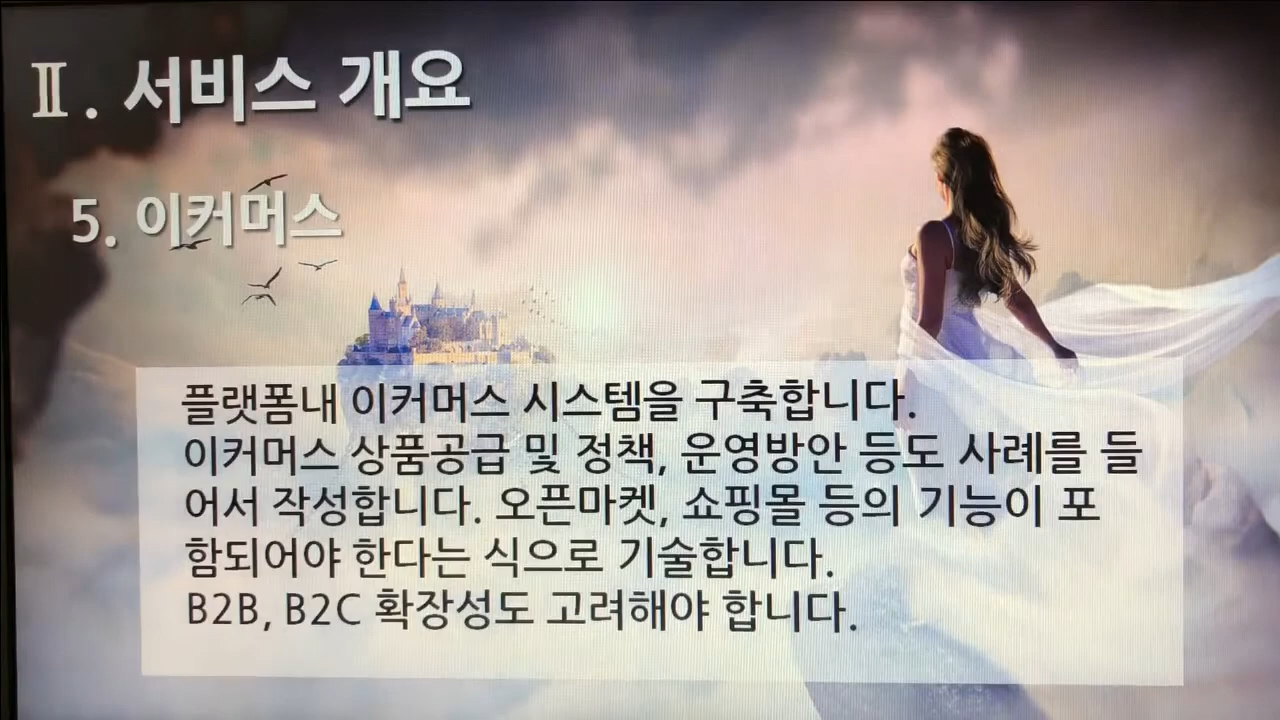 Ⅱ. 서비스 개요
5. 이커머스
플랫폼내 이커머스 시스템을 구축합니다.
이커머스 상품공급 및 정책, 운영방안 등도 사례를 들
어서 작성합니다. 오픈마켓, 쇼핑몰 등의 기능이 포
함되어야 한다는 식으로 기술합니다.
B2B, B2C 확장성도 고려해야 합니다.